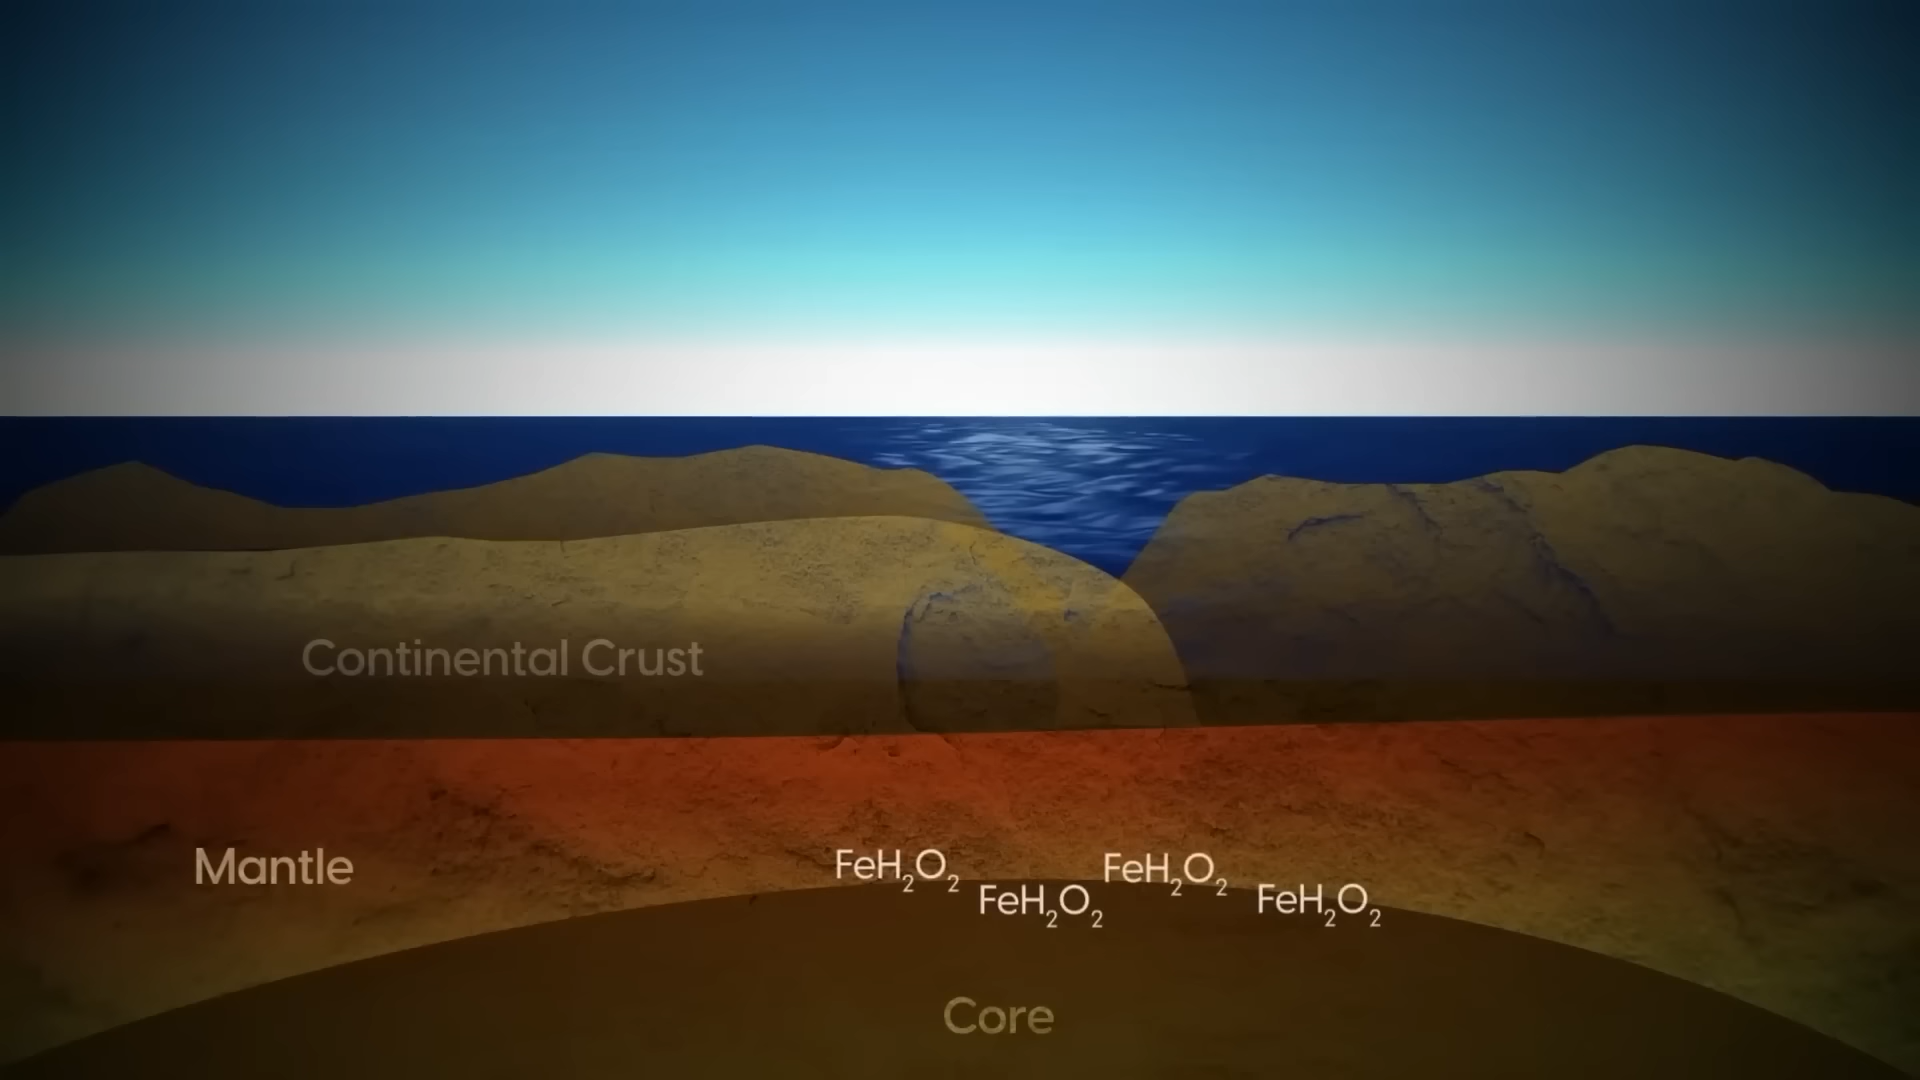 Continental Crust
Mantle
FeH₂O₂
FeH₂O₂
FeH₂O₂
FeH₂O₂
Core